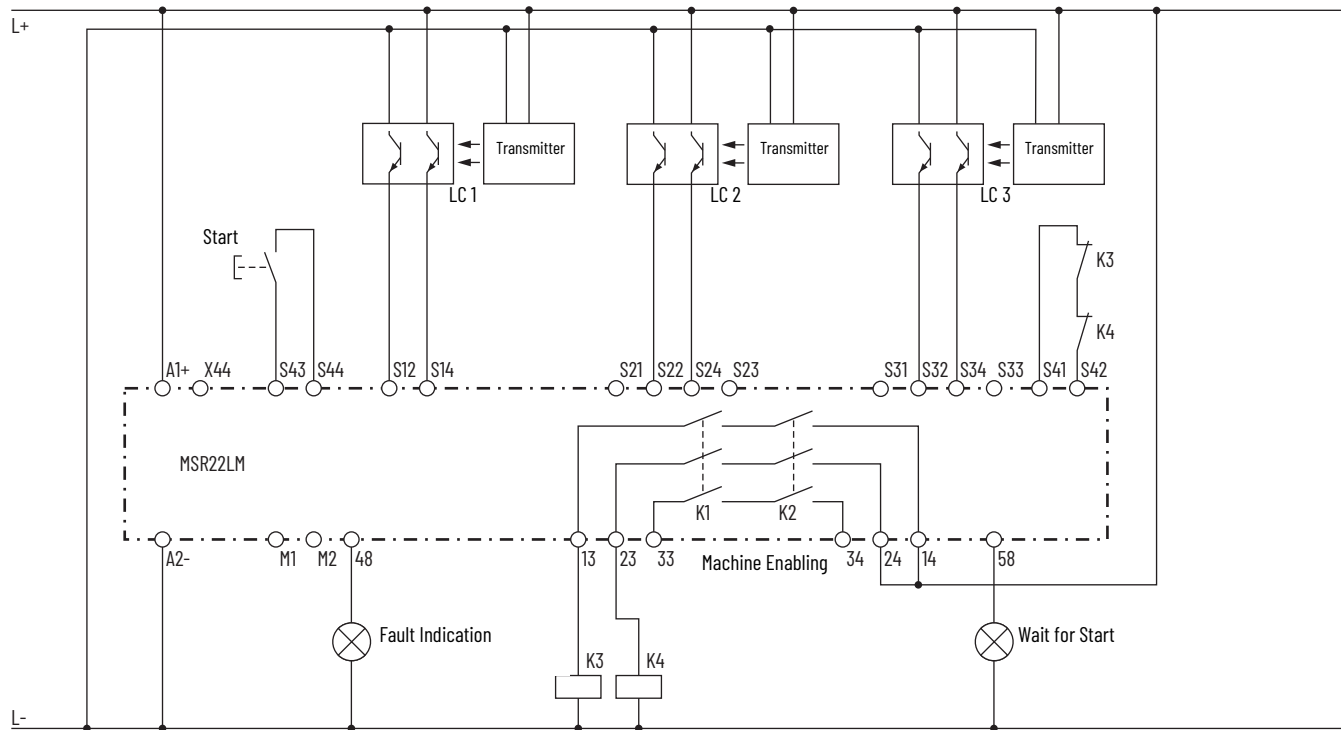 L+
Transmitter
Transmitter
Transmitter
LC 1
LC 2
LC 3
Start
K3
K4
A1+ X44 S43 S44 S12 S14 S21 S22 S24 S23 S31 S32 S34 S33 S41 S42
MSR22LM
K1 K2
A2- M1 M2 48 13 23 33 Machine Enabling 34 24 14 58
Fault Indication
Wait for Start
K3 K4
L-